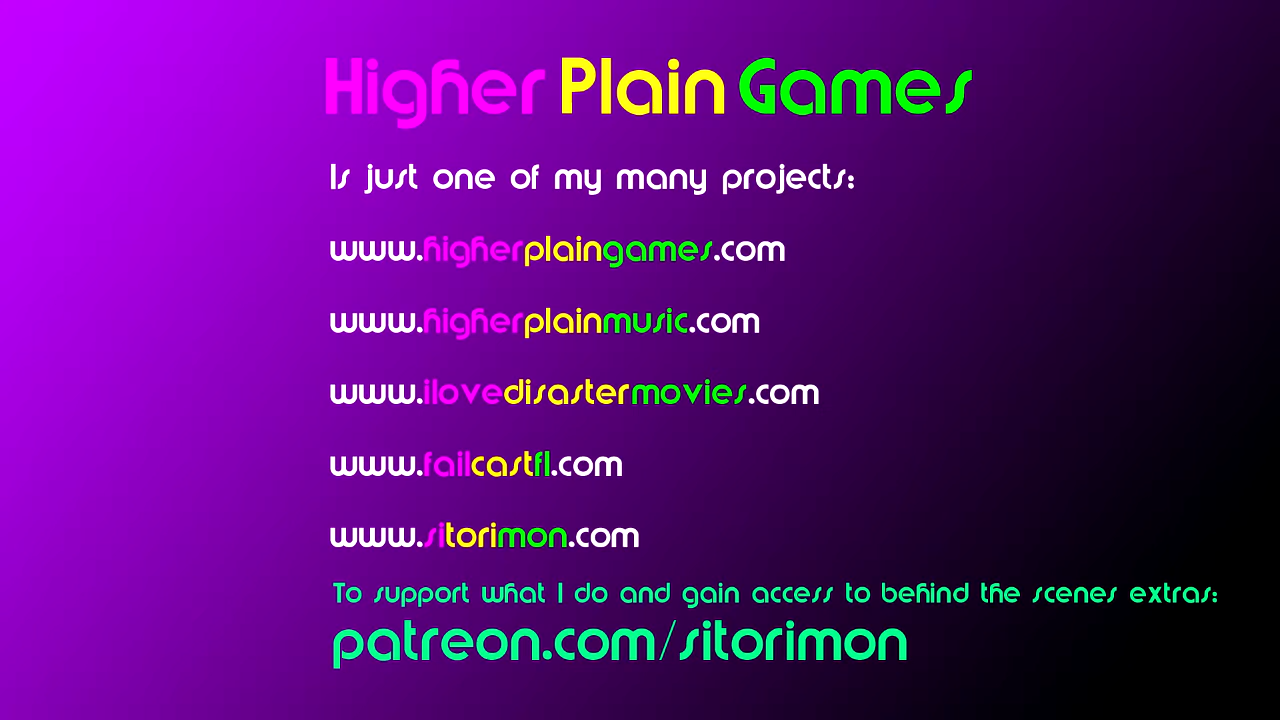 Higher Plain Games
Is just one of my many projects:
www.higherplaingames.com
www.higherplainmusic.com
www.ilovedisastermovies.com
www.failcastfl.com
www.sitorimon.com
To support what I do and gain access to behind the scenes extras:
patreon.com/sitorimon